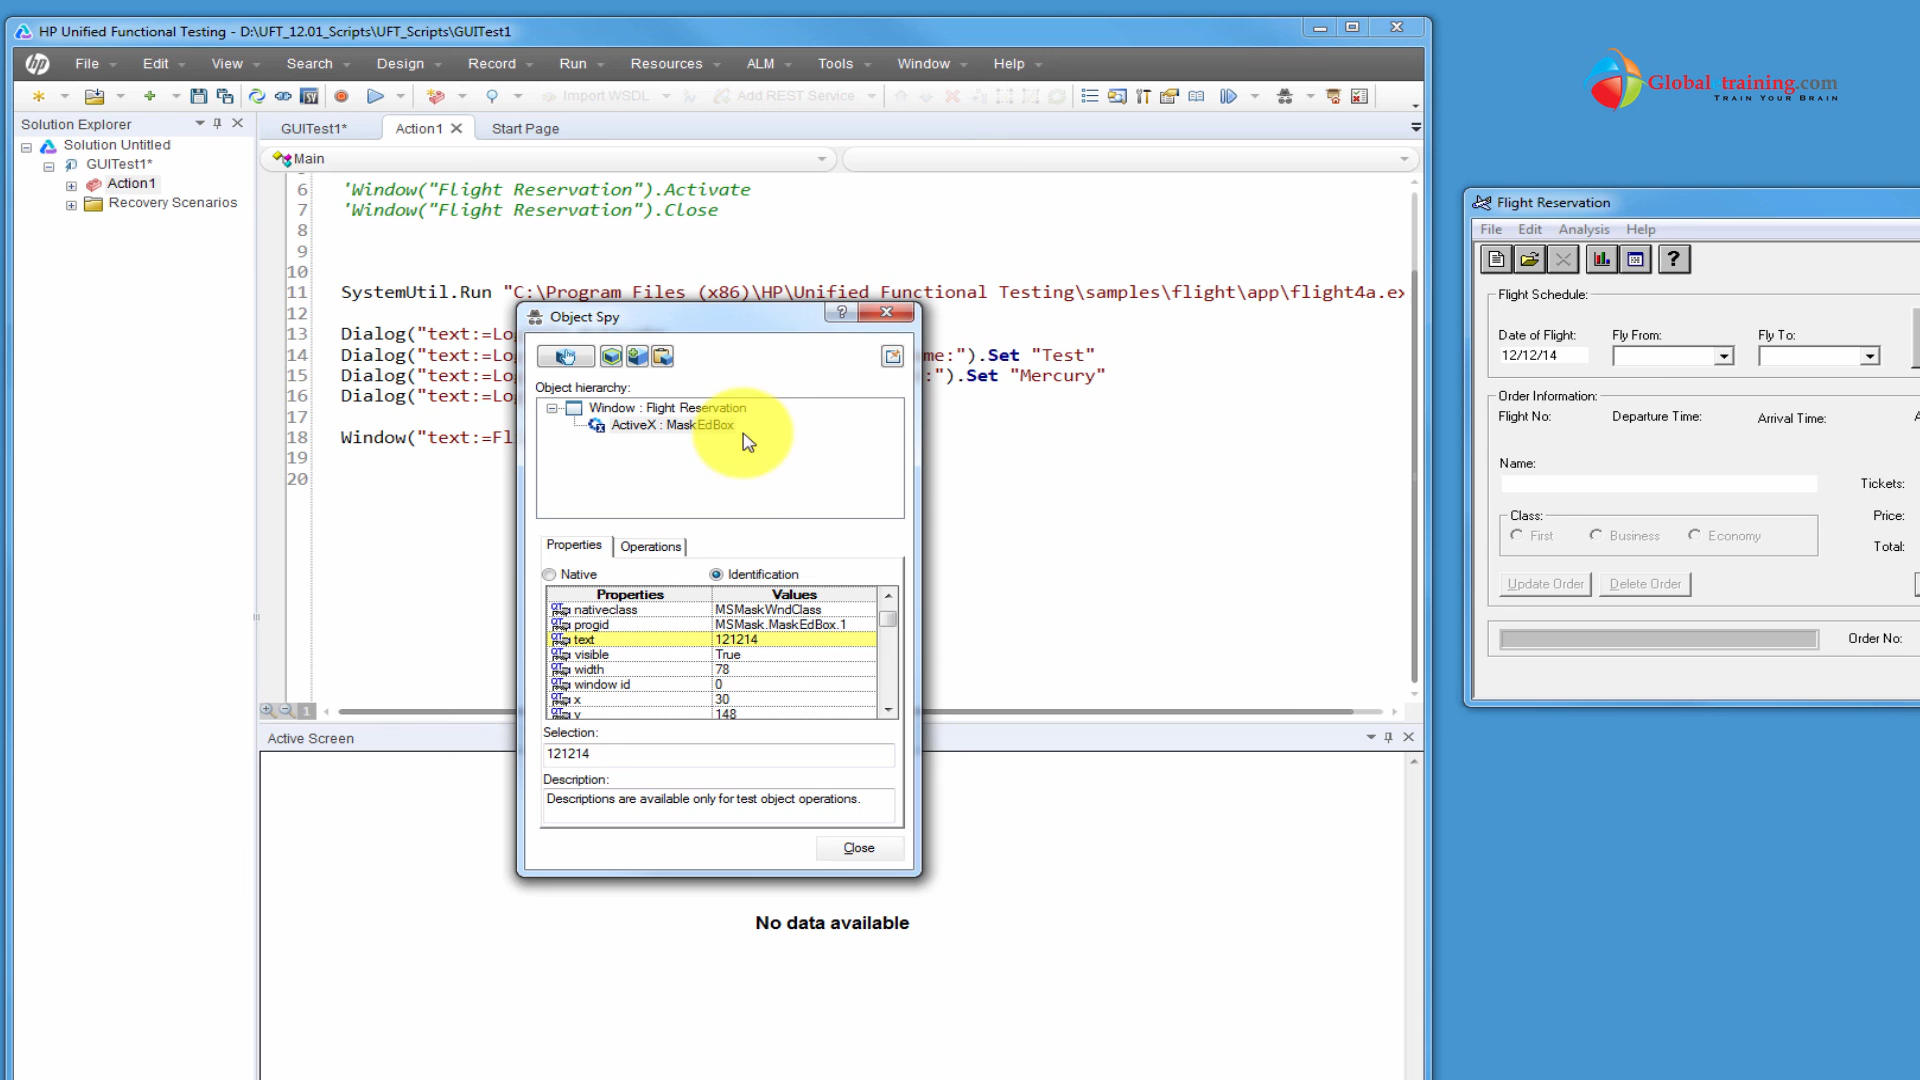 HP Unified Functional Testing - D:\UFT_12.01_Scripts\UFT_Scripts\GUITest1
File Edit View Search Design Record Run Resources ALM Tools Window Help
Import WSDL
Add REST Service
Solution Explorer
Solution Untitled
GUITest1*
Action1
Recovery Scenarios
GUITest1* Action1 Start Page
Main
6 'Window("Flight Reservation").Activate
7 'Window("Flight Reservation").Close
8
9
10
11 SystemUtil.Run "C:\Program Files (x86)\HP\Unified Functional Testing\samples\flight\app\flight4a.ex
12
13 Dialog("text:=Lo
14 Dialog("text:=Lo me:").Set "Test"
15 Dialog("text:=Lo :").Set "Mercury"
16 Dialog("text:=Lo
17
18 Window("text:=Fl
19
20
Object Spy
Object hierarchy:
Window : Flight Reservation
ActiveX : MaskEdBox
Properties Operations
Native Identification
Properties Values
nativeclass MSMaskWndClass
progid MSMask.MaskEdBox.1
text 121214
visible True
width 78
window id 0
x 30
y 148
Selection:
121214
Description:
Descriptions are available only for test object operations.
Close
1
Active Screen
No data available
Global training.com
TRAIN YOUR BRAIN
Flight Reservation
File Edit Analysis Help
Flight Schedule:
Date of Flight: Fly From: Fly To:
12/12/14
Order Information:
Flight No: Departure Time: Arrival Time:
Name:
Tickets:
Class:
First Business Economy
Price:
Total:
Update Order Delete Order
Order No: